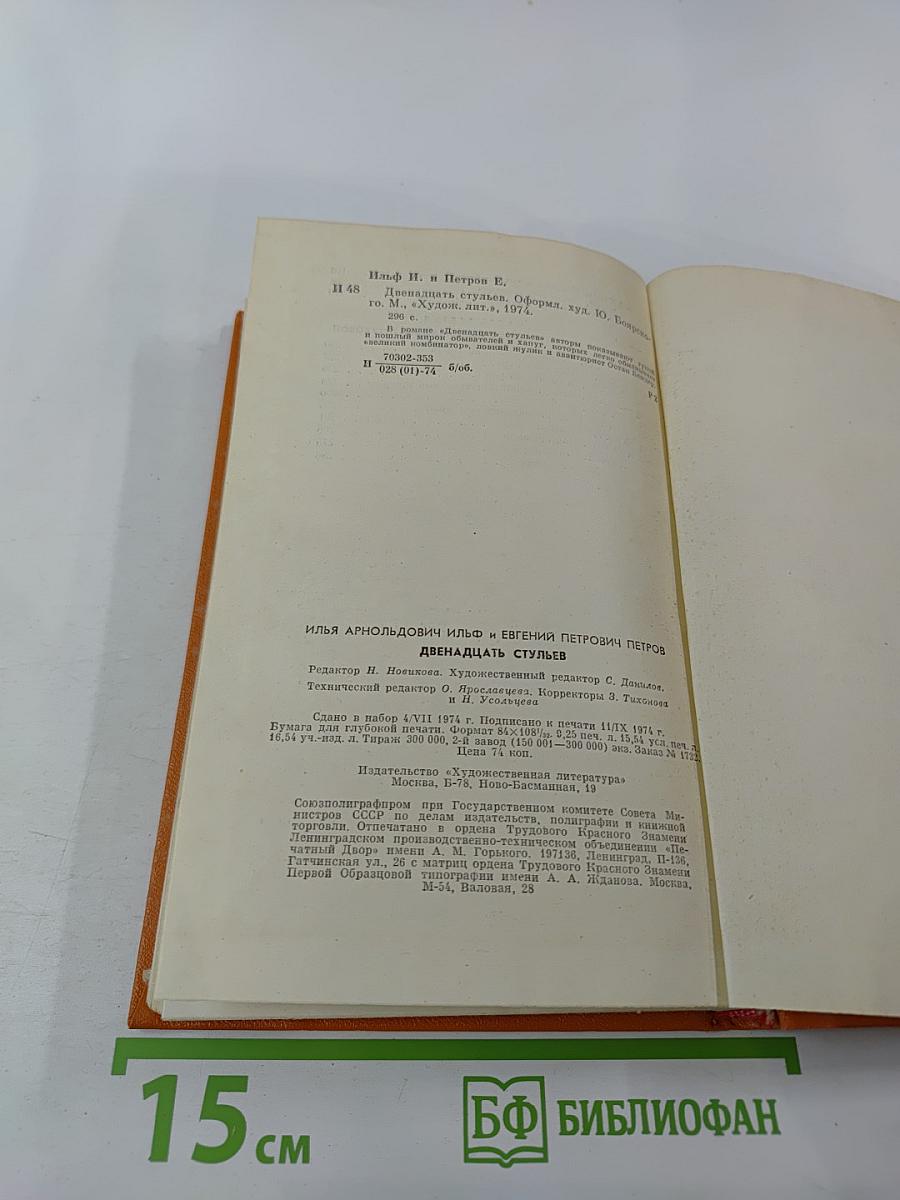 Ильф И. и Петров Е.
И 48
Двенадцать стульев. Оформл. худ. Ю. Боярско-
го. М., «Худож. лит.», 1974.
296 с.
В романе «Двенадцать стульев» авторы показывают
и пошлый мирок обывателей и хапуг, которых легко
«великий комбинатор», ловкий жулик и авантюрист Остап
И 70302-353
028 (01)-74 б/об.
Р2
ИЛЬЯ АРНОЛЬДОВИЧ ИЛЬФ и ЕВГЕНИЙ ПЕТРОВИЧ ПЕТРОВ
ДВЕНАДЦАТЬ СТУЛЬЕВ
Редактор Н. Новикова. Художественный редактор С. Данилов.
Технический редактор О. Ярославцева. Корректоры З. Тихонова
и Н. Усольцева
Сдано в набор 4/VII 1974 г. Подписано к печати 11/IX 1974 г.
Бумага для глубокой печати. Формат 84×108¹/₃₂. 9,25 печ. л. 15,54 усл. печ. л.
16,54 уч.-изд. л. Тираж 300 000, 2-й завод (150 001—300 000) экз. Заказ № 1732.
Цена 74 коп.
Издательство «Художественная литература»
Москва, Б-78, Ново-Басманная, 19
Союзполиграфпром при Государственном комитете Совета Ми-
нистров СССР по делам издательств, полиграфии и книжной
торговли. Отпечатано в ордена Трудового Красного Знамени
Ленинградском производственно-техническом объединении «Пе-
чатный Двор» имени А. М. Горького. 197136, Ленинград, П-136,
Гатчинская ул., 26 с матриц ордена Трудового Красного Знамени
Первой Образцовой типографии имени А. А. Жданова. Москва,
М-54, Валовая, 28
15 см
БФ БИБЛИОФАН